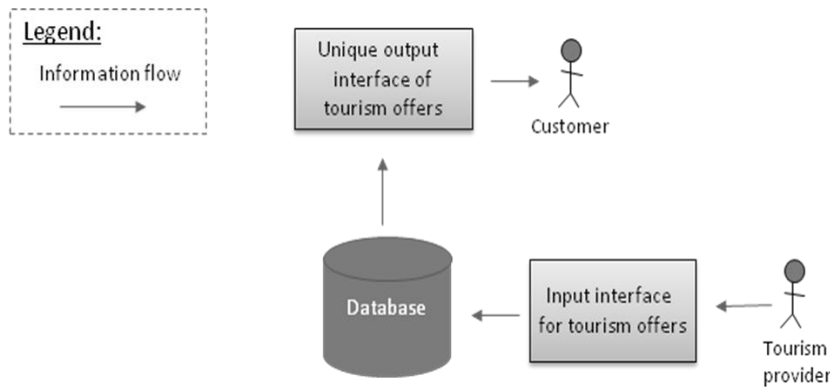 Legend:
Information flow
Unique output
interface of
tourism offers
Customer
Database
Input interface
for tourism offers
Tourism
provider